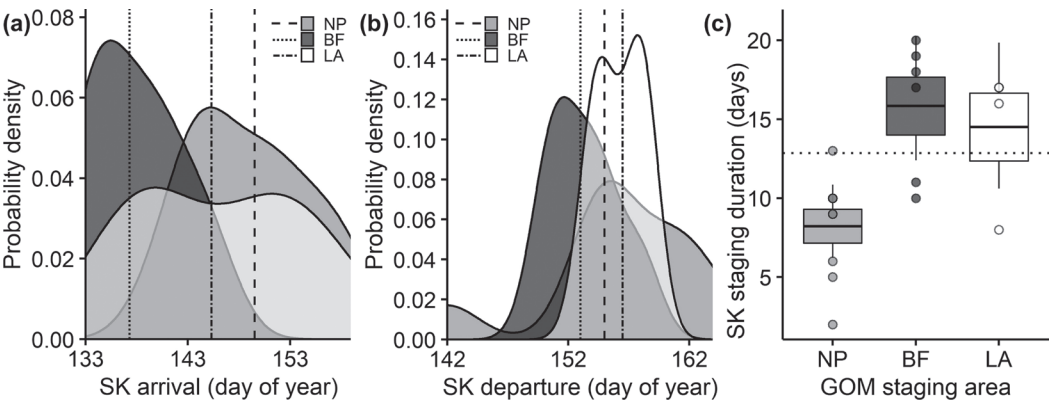 (a)
0.08
0.06
0.04
0.02
0.00
Probability density
133
143
153
SK arrival (day of year)
NP
BF
LA
(b)
0.16
0.14
0.12
0.10
0.08
0.06
0.04
0.02
0.00
Probability density
142
152
162
SK departure (day of year)
NP
BF
LA
(c)
20
15
10
5
SK staging duration (days)
NP
BF
LA
GOM staging area